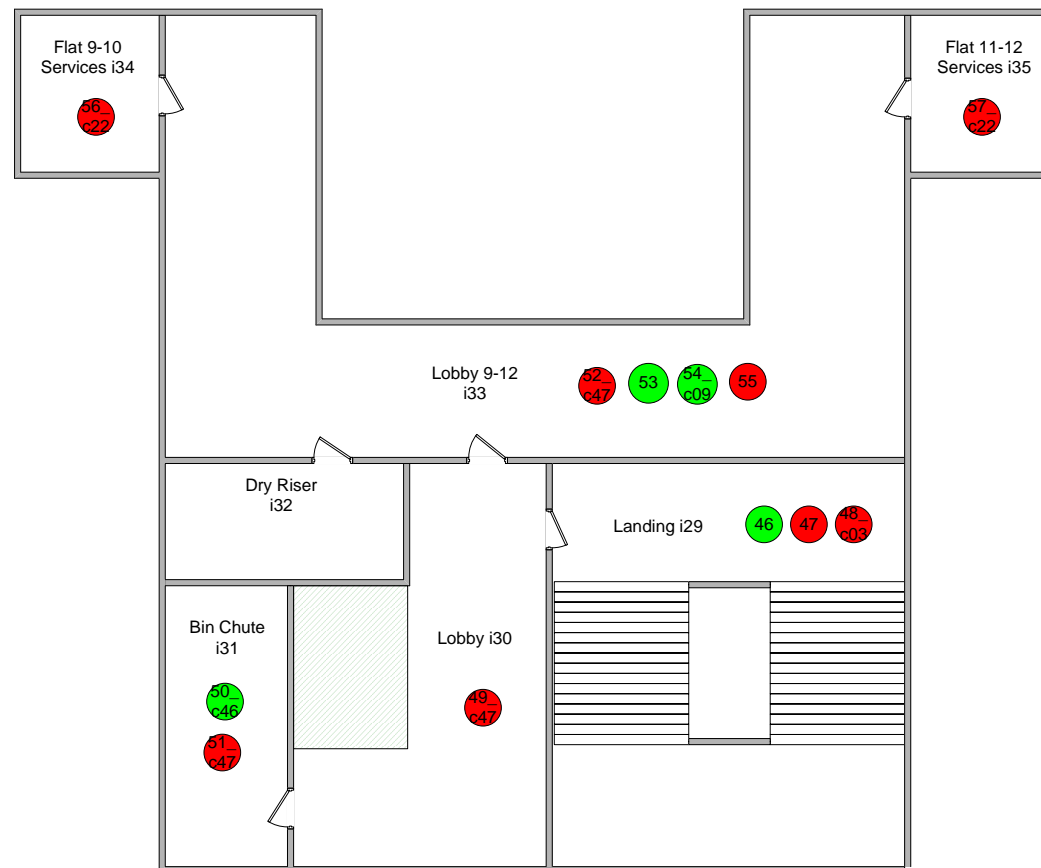 Flat 9-10
Services i34
56_
c22
Flat 11-12
Services i35
57_
c22
Lobby 9-12
i33
52_
c47
53
54_
c09
55
Dry Riser
i32
Landing i29
46
47
48_
c03
Bin Chute
i31
50_
c46
51_
c47
Lobby i30
49_
c47